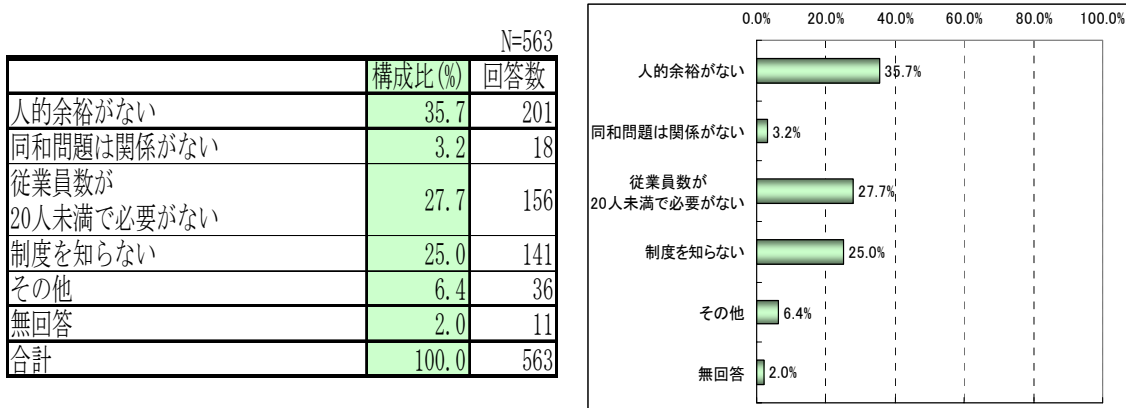 N=563
構成比(%) 回答数
人的余裕がない 35.7 201
同和問題は関係がない 3.2 18
従業員数が
20人未満で必要がない 27.7 156
制度を知らない 25.0 141
その他 6.4 36
無回答 2.0 11
合計 100.0 563
0.0% 20.0% 40.0% 60.0% 80.0% 100.0%
人的余裕がない 35.7%
同和問題は関係がない 3.2%
従業員数が
20人未満で必要がない 27.7%
制度を知らない 25.0%
その他 6.4%
無回答 2.0%